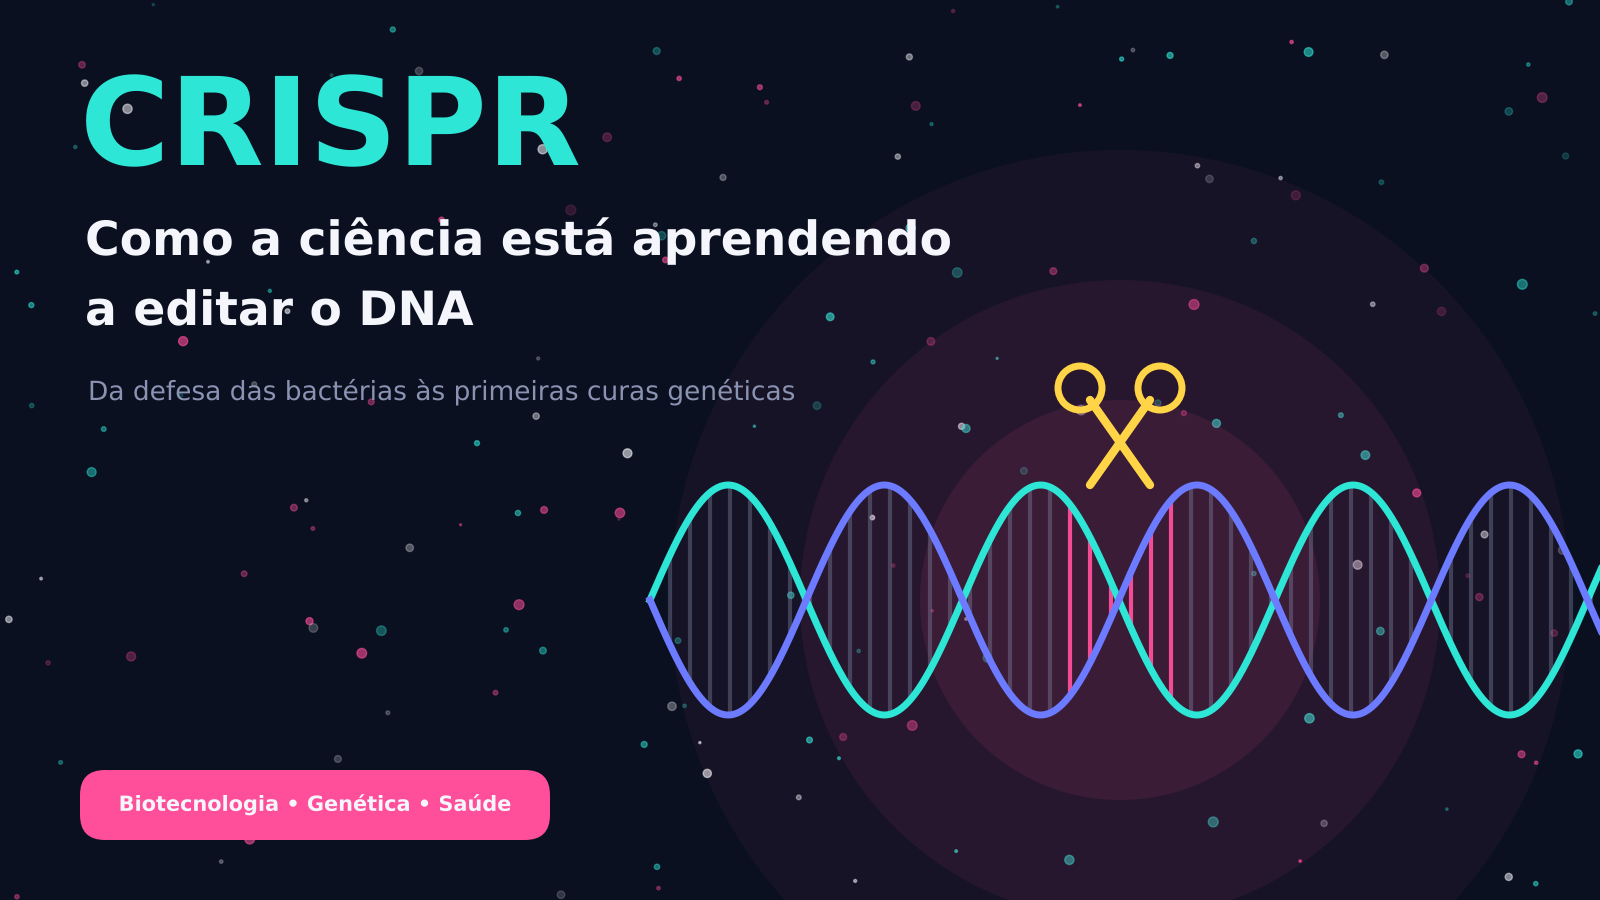 CRISPR
Como a ciência está aprendendo
a editar o DNA
Da defesa das bactérias às primeiras curas genéticas
Biotecnologia • Genética • Saúde